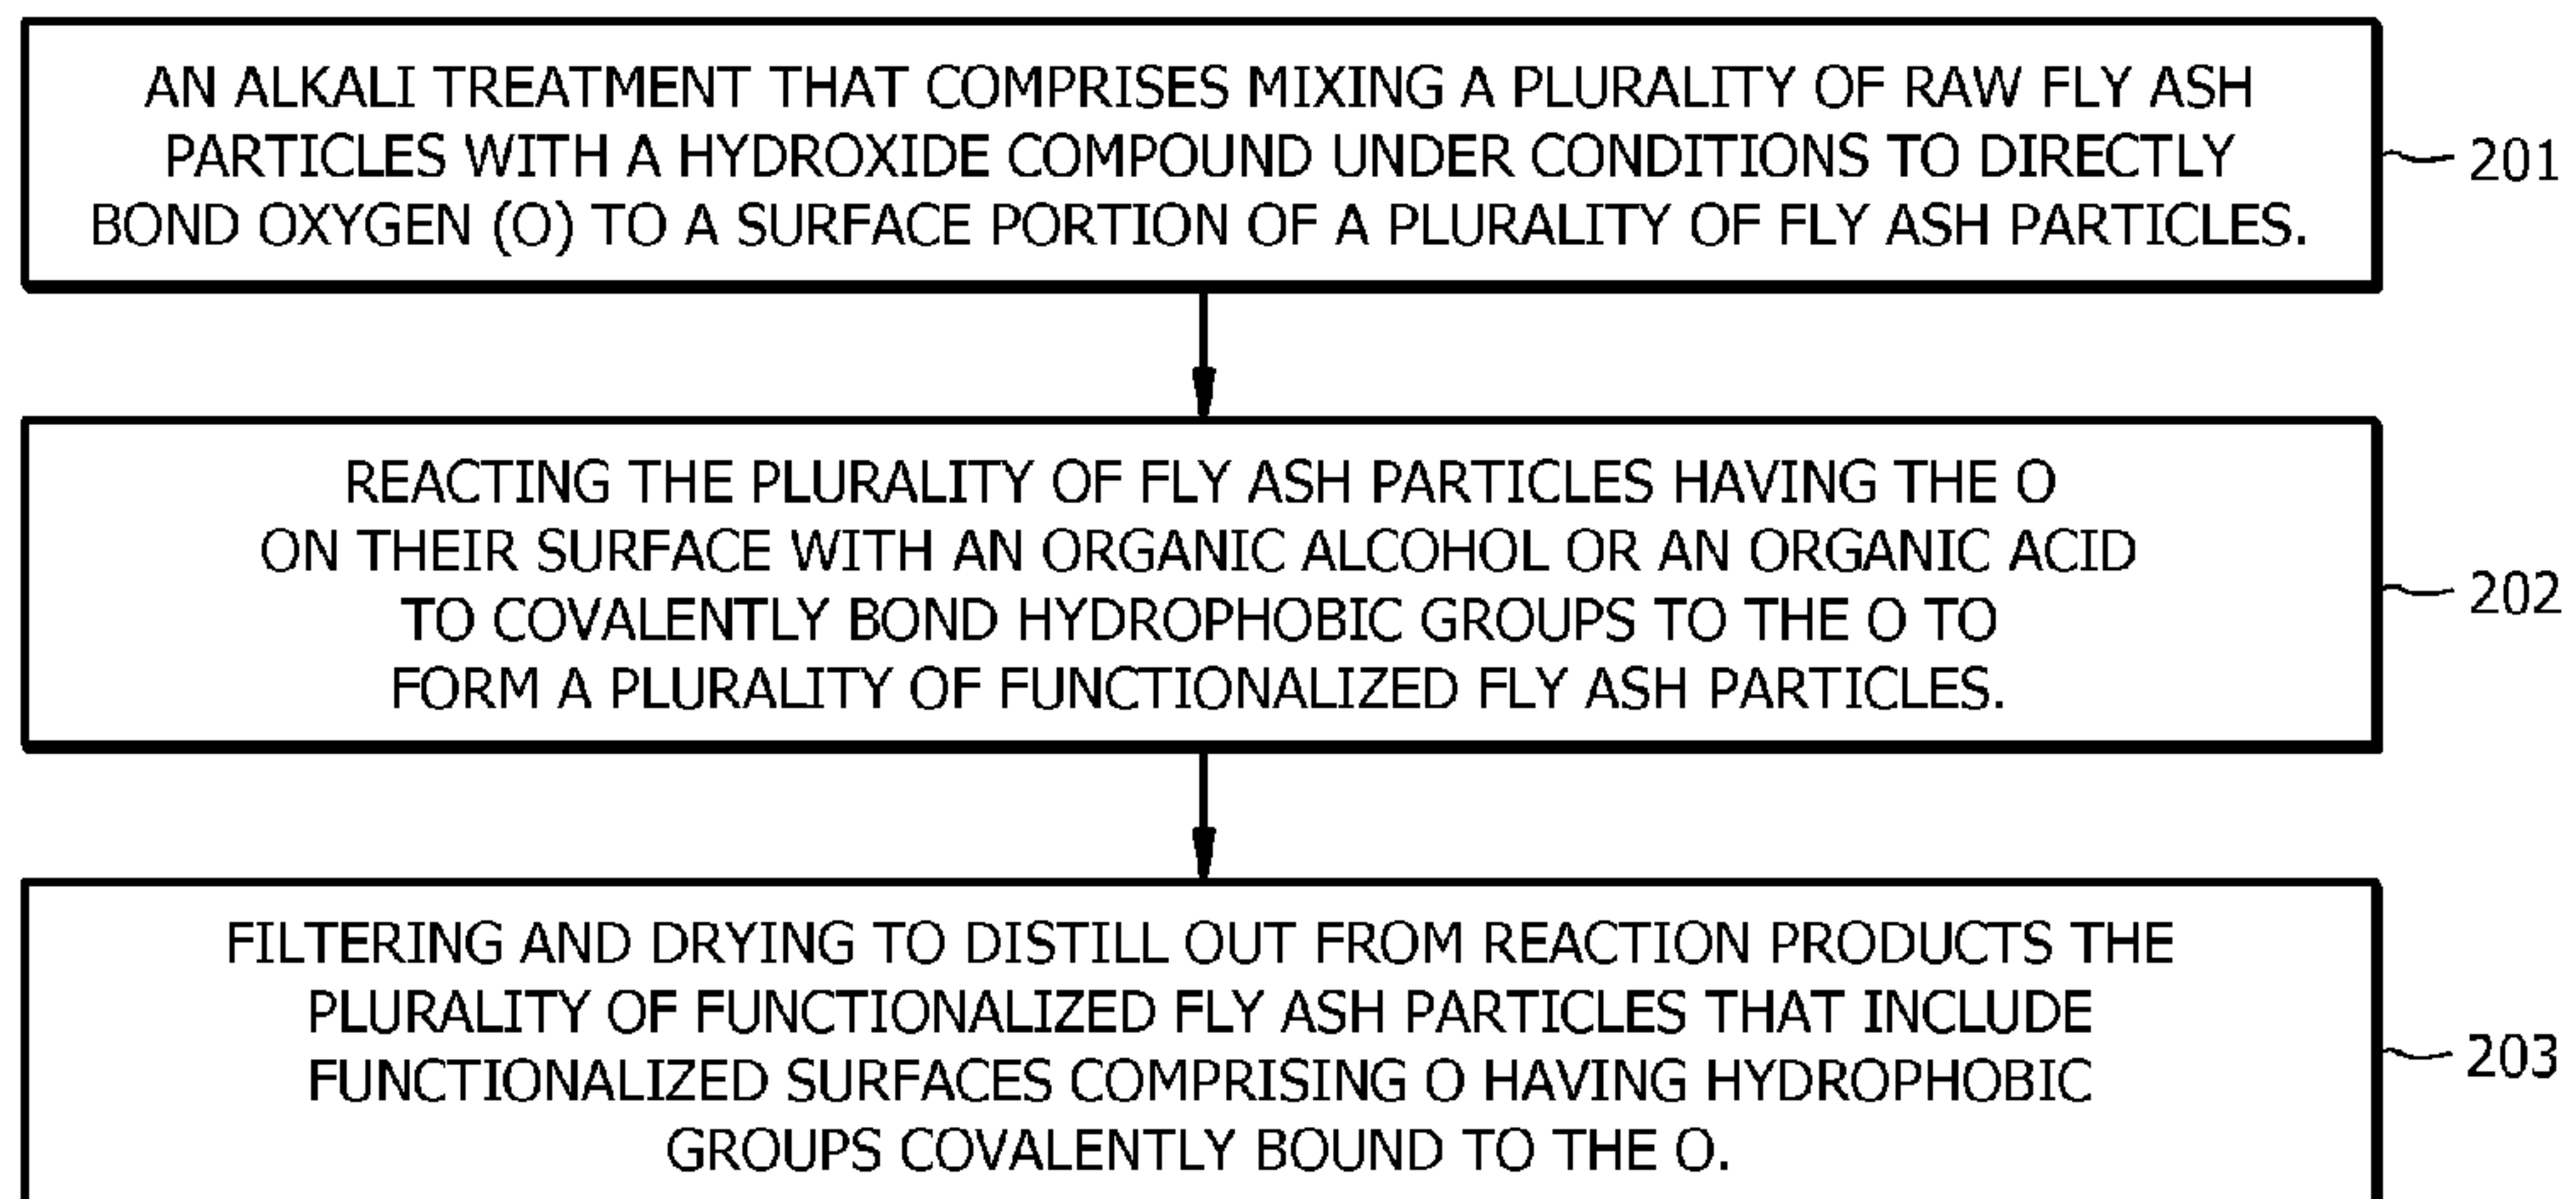 AN ALKALI TREATMENT THAT COMPRISES MIXING A PLURALITY OF RAW FLY ASH
PARTICLES WITH A HYDROXIDE COMPOUND UNDER CONDITIONS TO DIRECTLY
BOND OXYGEN (O) TO A SURFACE PORTION OF A PLURALITY OF FLY ASH PARTICLES.
201
REACTING THE PLURALITY OF FLY ASH PARTICLES HAVING THE O
ON THEIR SURFACE WITH AN ORGANIC ALCOHOL OR AN ORGANIC ACID
TO COVALENTLY BOND HYDROPHOBIC GROUPS TO THE O TO
FORM A PLURALITY OF FUNCTIONALIZED FLY ASH PARTICLES.
202
FILTERING AND DRYING TO DISTILL OUT FROM REACTION PRODUCTS THE
PLURALITY OF FUNCTIONALIZED FLY ASH PARTICLES THAT INCLUDE
FUNCTIONALIZED SURFACES COMPRISING O HAVING HYDROPHOBIC
GROUPS COVALENTLY BOUND TO THE O.
203